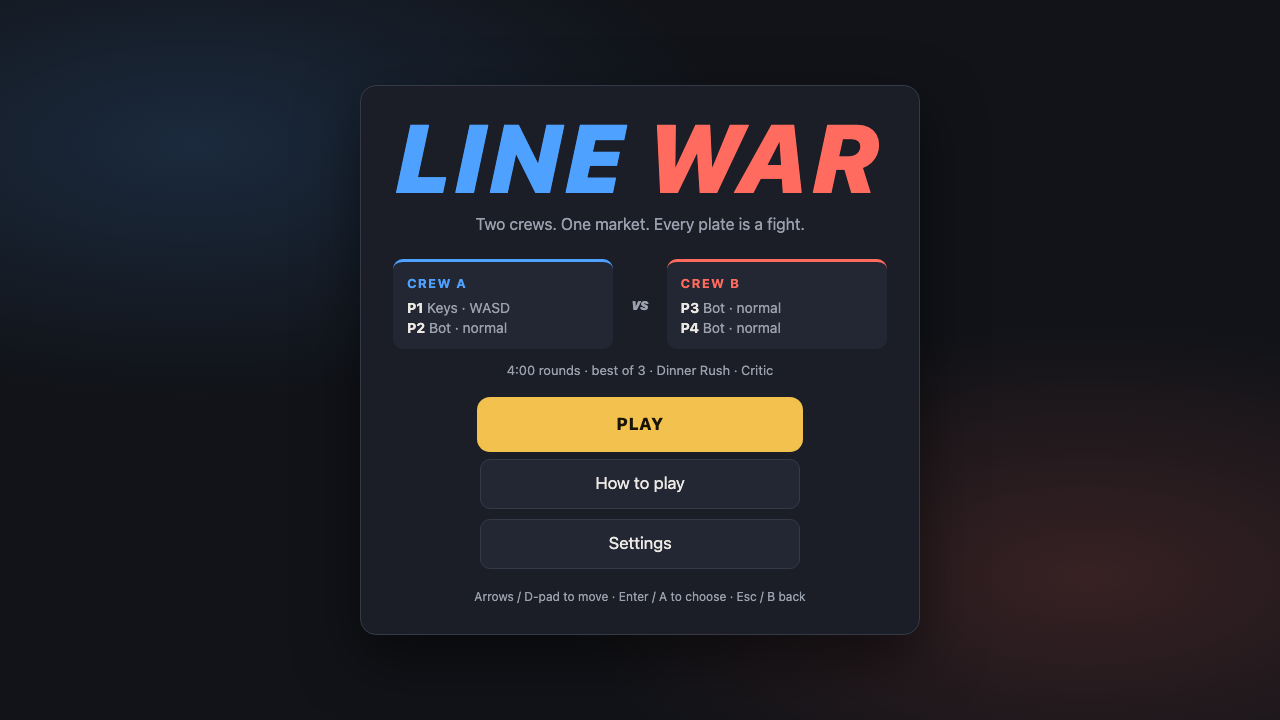 LINE WAR
Two crews. One market. Every plate is a fight.
CREW A
P1 Keys · WASD
P2 Bot · normal
vs
CREW B
P3 Bot · normal
P4 Bot · normal
4:00 rounds · best of 3 · Dinner Rush · Critic
PLAY
How to play
Settings
Arrows / D-pad to move · Enter / A to choose · Esc / B back